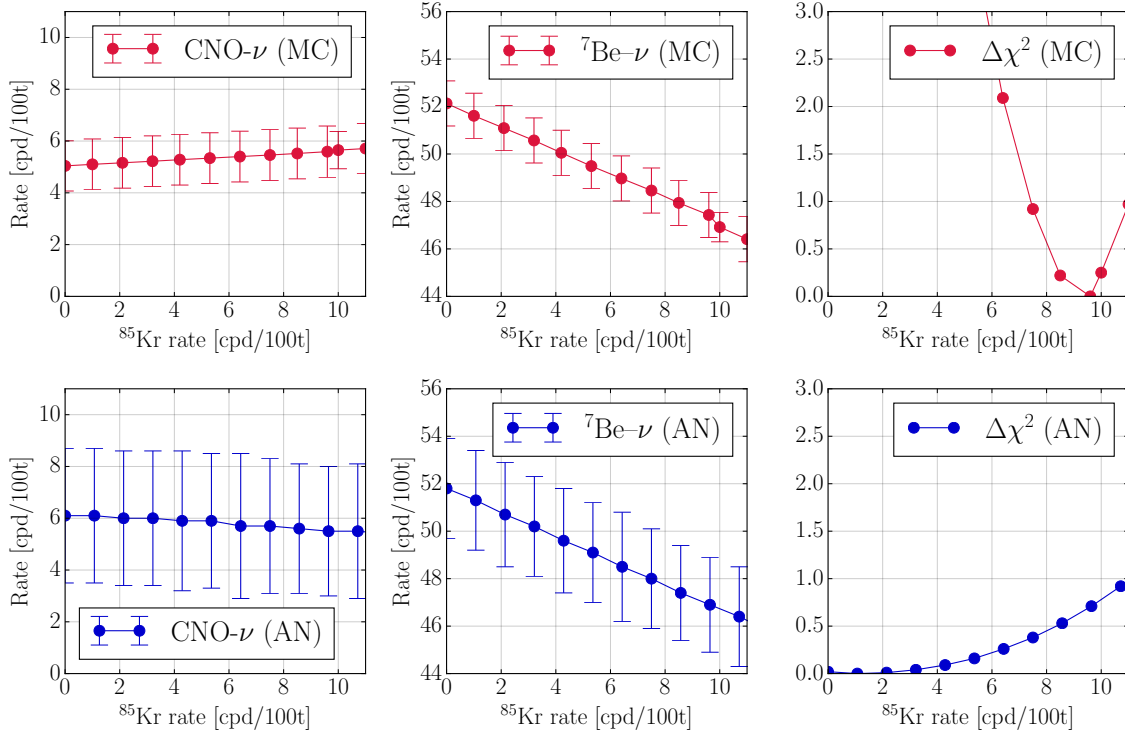 CNO-ν (MC)
Rate [cpd/100t]
0 2 4 6 8 10
0 2 4 6 8 10
⁸⁵Kr rate [cpd/100t]
⁷Be–ν (MC)
Rate [cpd/100t]
44 46 48 50 52 54 56
0 2 4 6 8 10
⁸⁵Kr rate [cpd/100t]
Δχ² (MC)
0.0 0.5 1.0 1.5 2.0 2.5 3.0
0 2 4 6 8 10
⁸⁵Kr rate [cpd/100t]
CNO-ν (AN)
Rate [cpd/100t]
0 2 4 6 8 10
0 2 4 6 8 10
⁸⁵Kr rate [cpd/100t]
⁷Be–ν (AN)
Rate [cpd/100t]
44 46 48 50 52 54 56
0 2 4 6 8 10
⁸⁵Kr rate [cpd/100t]
Δχ² (AN)
0.0 0.5 1.0 1.5 2.0 2.5 3.0
0 2 4 6 8 10
⁸⁵Kr rate [cpd/100t]